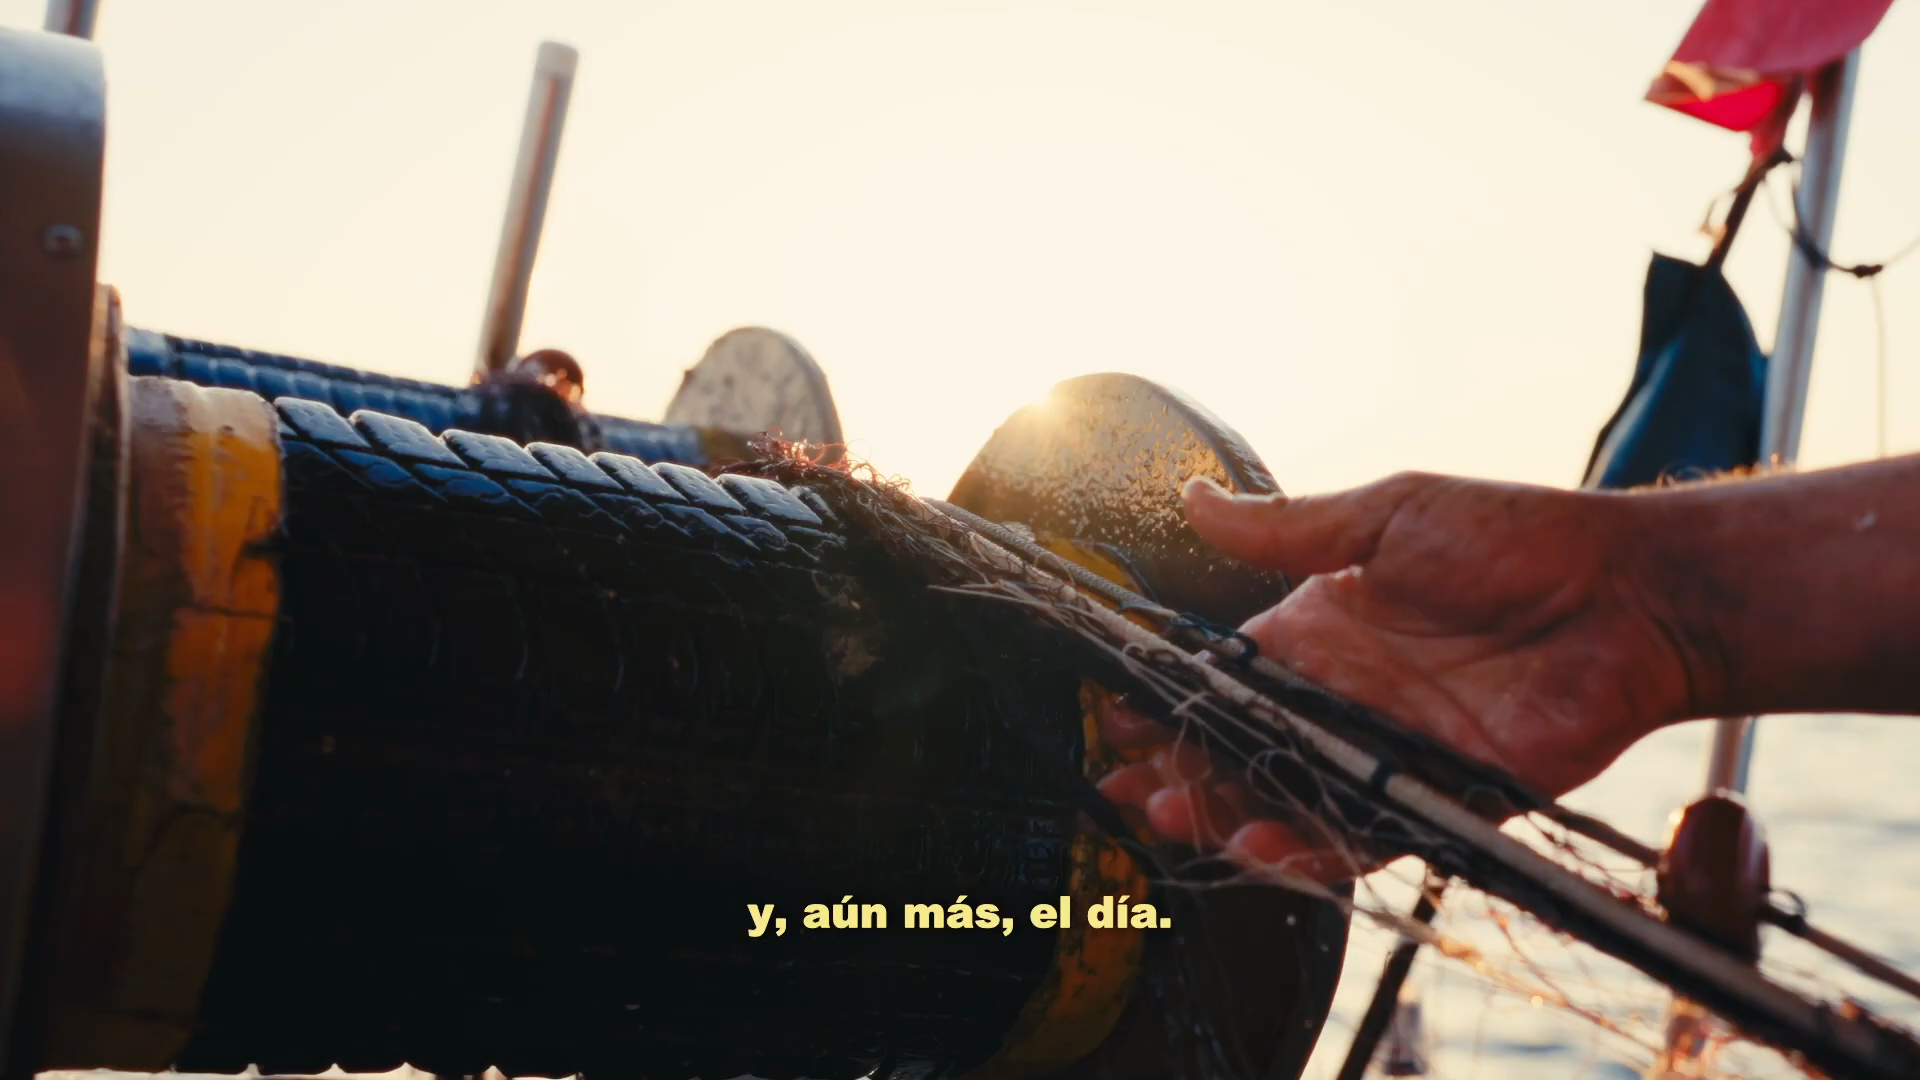 y, aún más, el día.